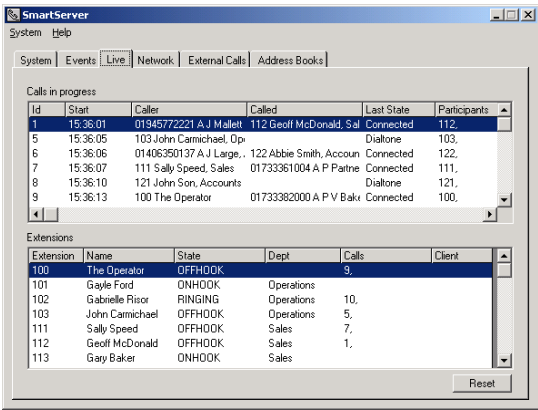 SmartServer
System Help
System Events Live Network External Calls Address Books
Calls in progress
Id Start Caller Called Last State Participants
1 15:36:01 01945772221 A J Mallett 112 Geoff McDonald, Sal Connected 112,
5 15:36:05 103 John Carmichael, Op Dialtone 103,
6 15:36:06 01406350137 A J Large, . 122 Abbie Smith, Accoun Connected 122,
7 15:36:07 111 Sally Speed, Sales 01733361004 A P Partne Connected 111,
8 15:36:10 121 John Son, Accounts Dialtone 121,
9 15:36:13 100 The Operator 01733382000 A P V Bake Connected 100,
Extensions
Extension Name State Dept Calls Client
100 The Operator OFFHOOK 9,
101 Gayle Ford ONHOOK Operations
102 Gabrielle Risor RINGING Operations 10,
103 John Carmichael OFFHOOK Operations 5,
111 Sally Speed OFFHOOK Sales 7,
112 Geoff McDonald OFFHOOK Sales 1,
113 Gary Baker ONHOOK Sales
Reset